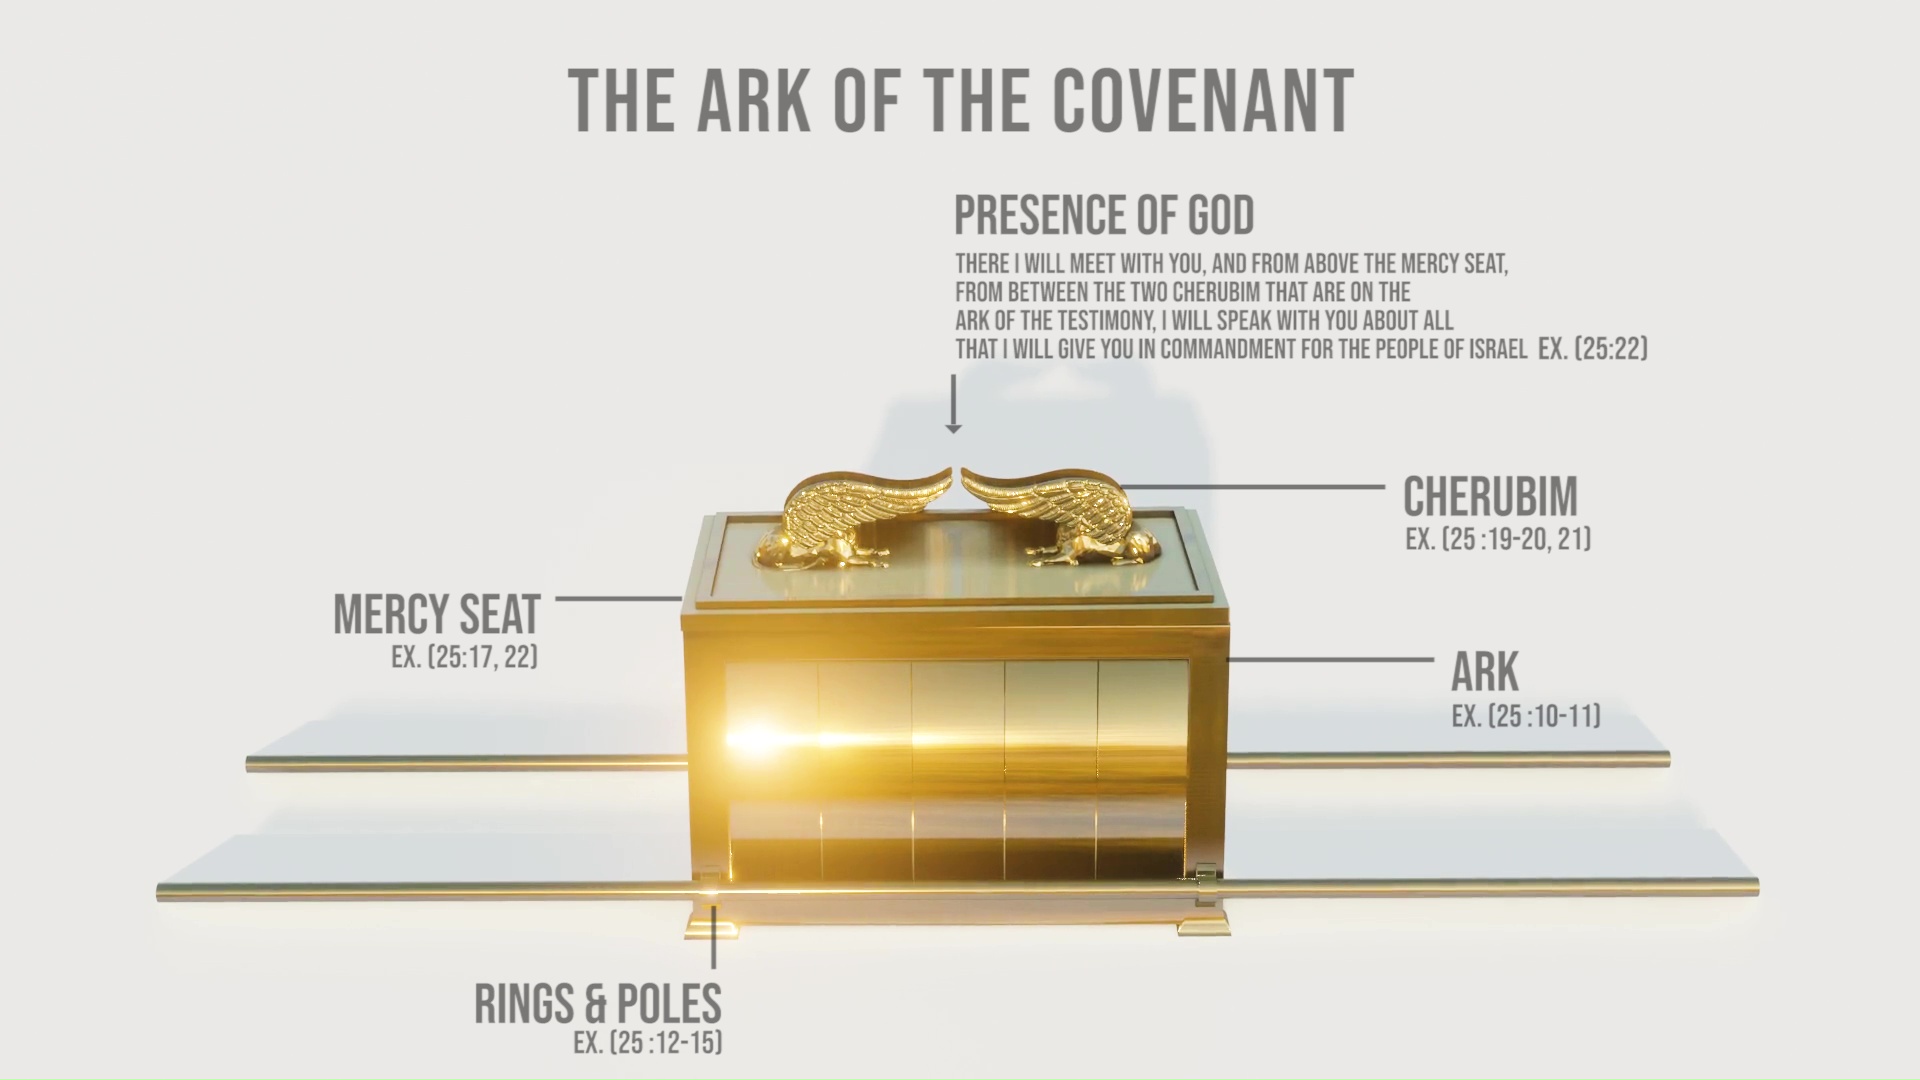 THE ARK OF THE COVENANT
PRESENCE OF GOD
THERE I WILL MEET WITH YOU, AND FROM ABOVE THE MERCY SEAT,
FROM BETWEEN THE TWO CHERUBIM THAT ARE ON THE
ARK OF THE TESTIMONY, I WILL SPEAK WITH YOU ABOUT ALL
THAT I WILL GIVE YOU IN COMMANDMENT FOR THE PEOPLE OF ISRAEL EX. (25:22)
CHERUBIM
EX. (25 :19-20, 21)
MERCY SEAT
EX. (25:17, 22)
ARK
EX. (25 :10-11)
RINGS & POLES
EX. (25 :12-15)